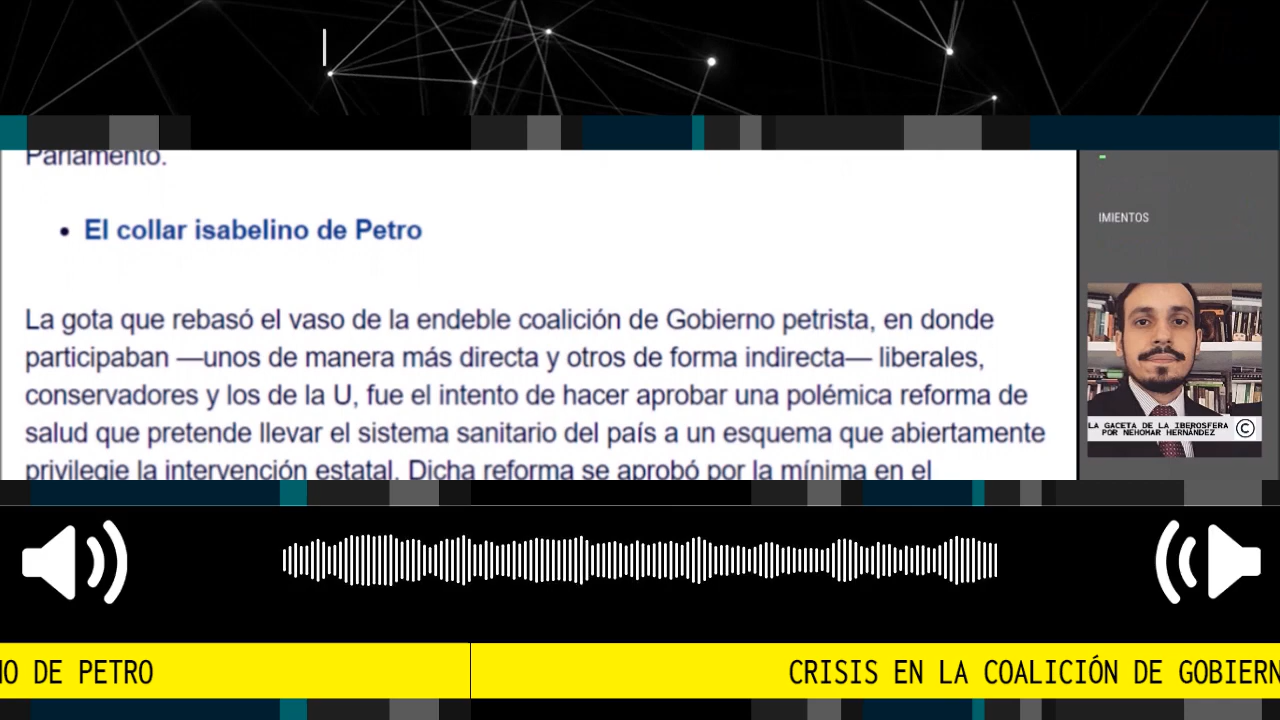 Parlamento.
El collar isabelino de Petro
La gota que rebasó el vaso de la endeble coalición de Gobierno petrista, en donde
participaban —unos de manera más directa y otros de forma indirecta— liberales,
conservadores y los de la U, fue el intento de hacer aprobar una polémica reforma de
salud que pretende llevar el sistema sanitario del país a un esquema que abiertamente
privilegie la intervención estatal. Dicha reforma se aprobó por la mínima en el
IMIENTOS
LA GACETA DE LA IBEROSFERA
POR NEHOMAR HERNÁNDEZ
©
NO DE PETRO
CRISIS EN LA COALICIÓN DE GOBIERN